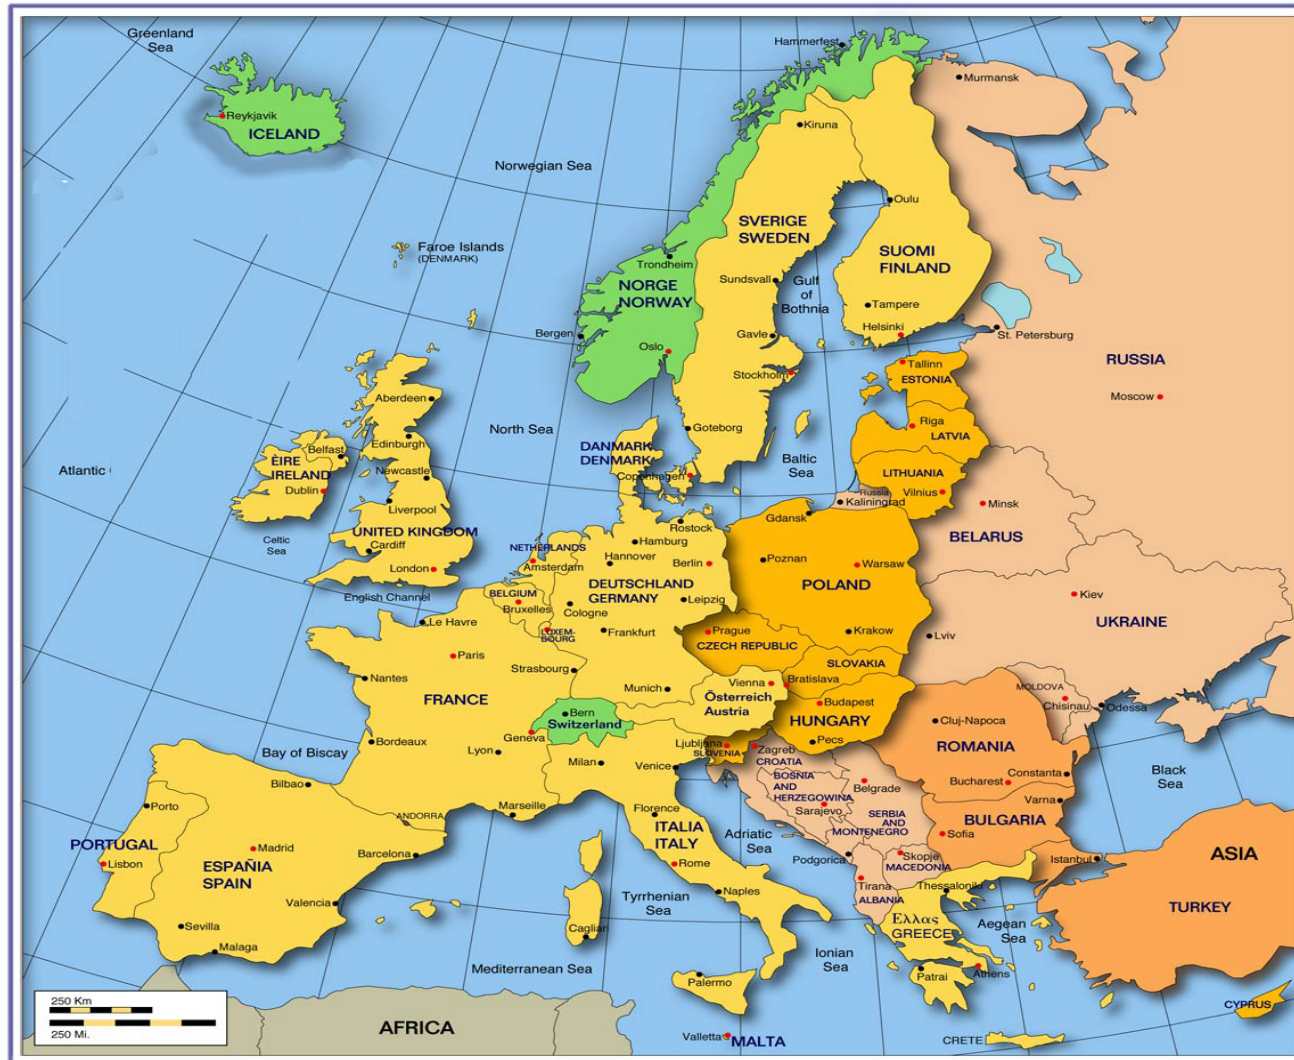 Greenland
Sea
Hammerfest
Murmansk
Reykjavik
ICELAND
Kiruna
Norwegian Sea
Oulu
SVERIGE
SWEDEN
Faroe Islands
(DENMARK)
SUOMI
FINLAND
Trondheim
Sundsvall
Gulf
of
Bothnia
NORGE
NORWAY
Tampere
Bergen
Gavle
Helsinki
St. Petersburg
Oslo
Stockholm
Tallinn
ESTONIA
RUSSIA
Moscow
Aberdeen
North Sea
Goteborg
Riga
LATVIA
Edinburgh
DANMARK
DENMARK
Belfast
ÈIRE
IRELAND
Newcastle
Copenhagen
Baltic
Sea
LITHUANIA
Atlantic
Dublin
Vilnius
Russia
Kaliningrad
Minsk
Liverpool
Gdansk
Rostock
UNITED KINGDOM
Celtic
Sea
Cardiff
NETHERLANDS
Hamburg
BELARUS
London
Amsterdam
Hannover
Berlin
Poznan
Warsaw
DEUTSCHLAND
GERMANY
POLAND
English Channel
BELGIUM
Bruxelles
Cologne
Leipzig
Kiev
Le Havre
LUXEM-
BOURG
Frankfurt
Prague
CZECH REPUBLIC
Krakow
Lviv
UKRAINE
Paris
Strasbourg
SLOVAKIA
Nantes
Munich
Vienna
Bratislava
FRANCE
Österreich
Austria
Budapest
MOLDOVA
Chisinau
Odessa
Bern
Switzerland
HUNGARY
Cluj-Napoca
Geneva
Bordeaux
Bay of Biscay
Lyon
Ljubljana
SLOVENIA
Zagreb
CROATIA
Pecs
ROMANIA
Milan
Venice
Bilbao
BOSNIA
AND
HERZEGOWINA
Belgrade
Bucharest
Constanta
Black
Sea
Porto
Marseille
Florence
Sarajevo
Varna
ANDORRA
SERBIA
AND
MONTENEGRO
BULGARIA
ITALIA
ITALY
Adriatic
Sea
Sofia
PORTUGAL
Lisbon
Madrid
Barcelona
Rome
Podgorica
Skopje
MACEDONIA
Istanbul
ASIA
ESPAÑIA
SPAIN
Naples
Tirana
ALBANIA
Thessaloniki
Valencia
Tyrrhenian
Sea
TURKEY
Sevilla
Cagliari
Ελλας
GREECE
Aegean
Sea
Malaga
Ionian
Sea
Mediterranean Sea
Palermo
Patrai
Athens
250 Km
250 Mi.
AFRICA
Valletta
MALTA
CRETE
CYPRUS